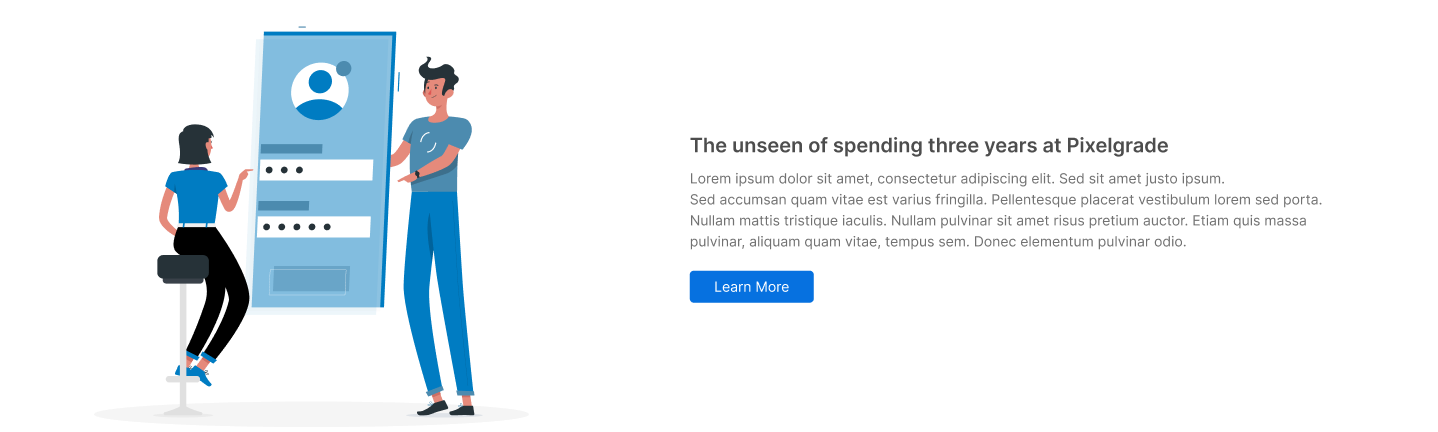 The unseen of spending three years at Pixelgrade
Lorem ipsum dolor sit amet, consectetur adipiscing elit. Sed sit amet justo ipsum.
Sed accumsan quam vitae est varius fringilla. Pellentesque placerat vestibulum lorem sed porta.
Nullam mattis tristique iaculis. Nullam pulvinar sit amet risus pretium auctor. Etiam quis massa
pulvinar, aliquam quam vitae, tempus sem. Donec elementum pulvinar odio.
Learn More